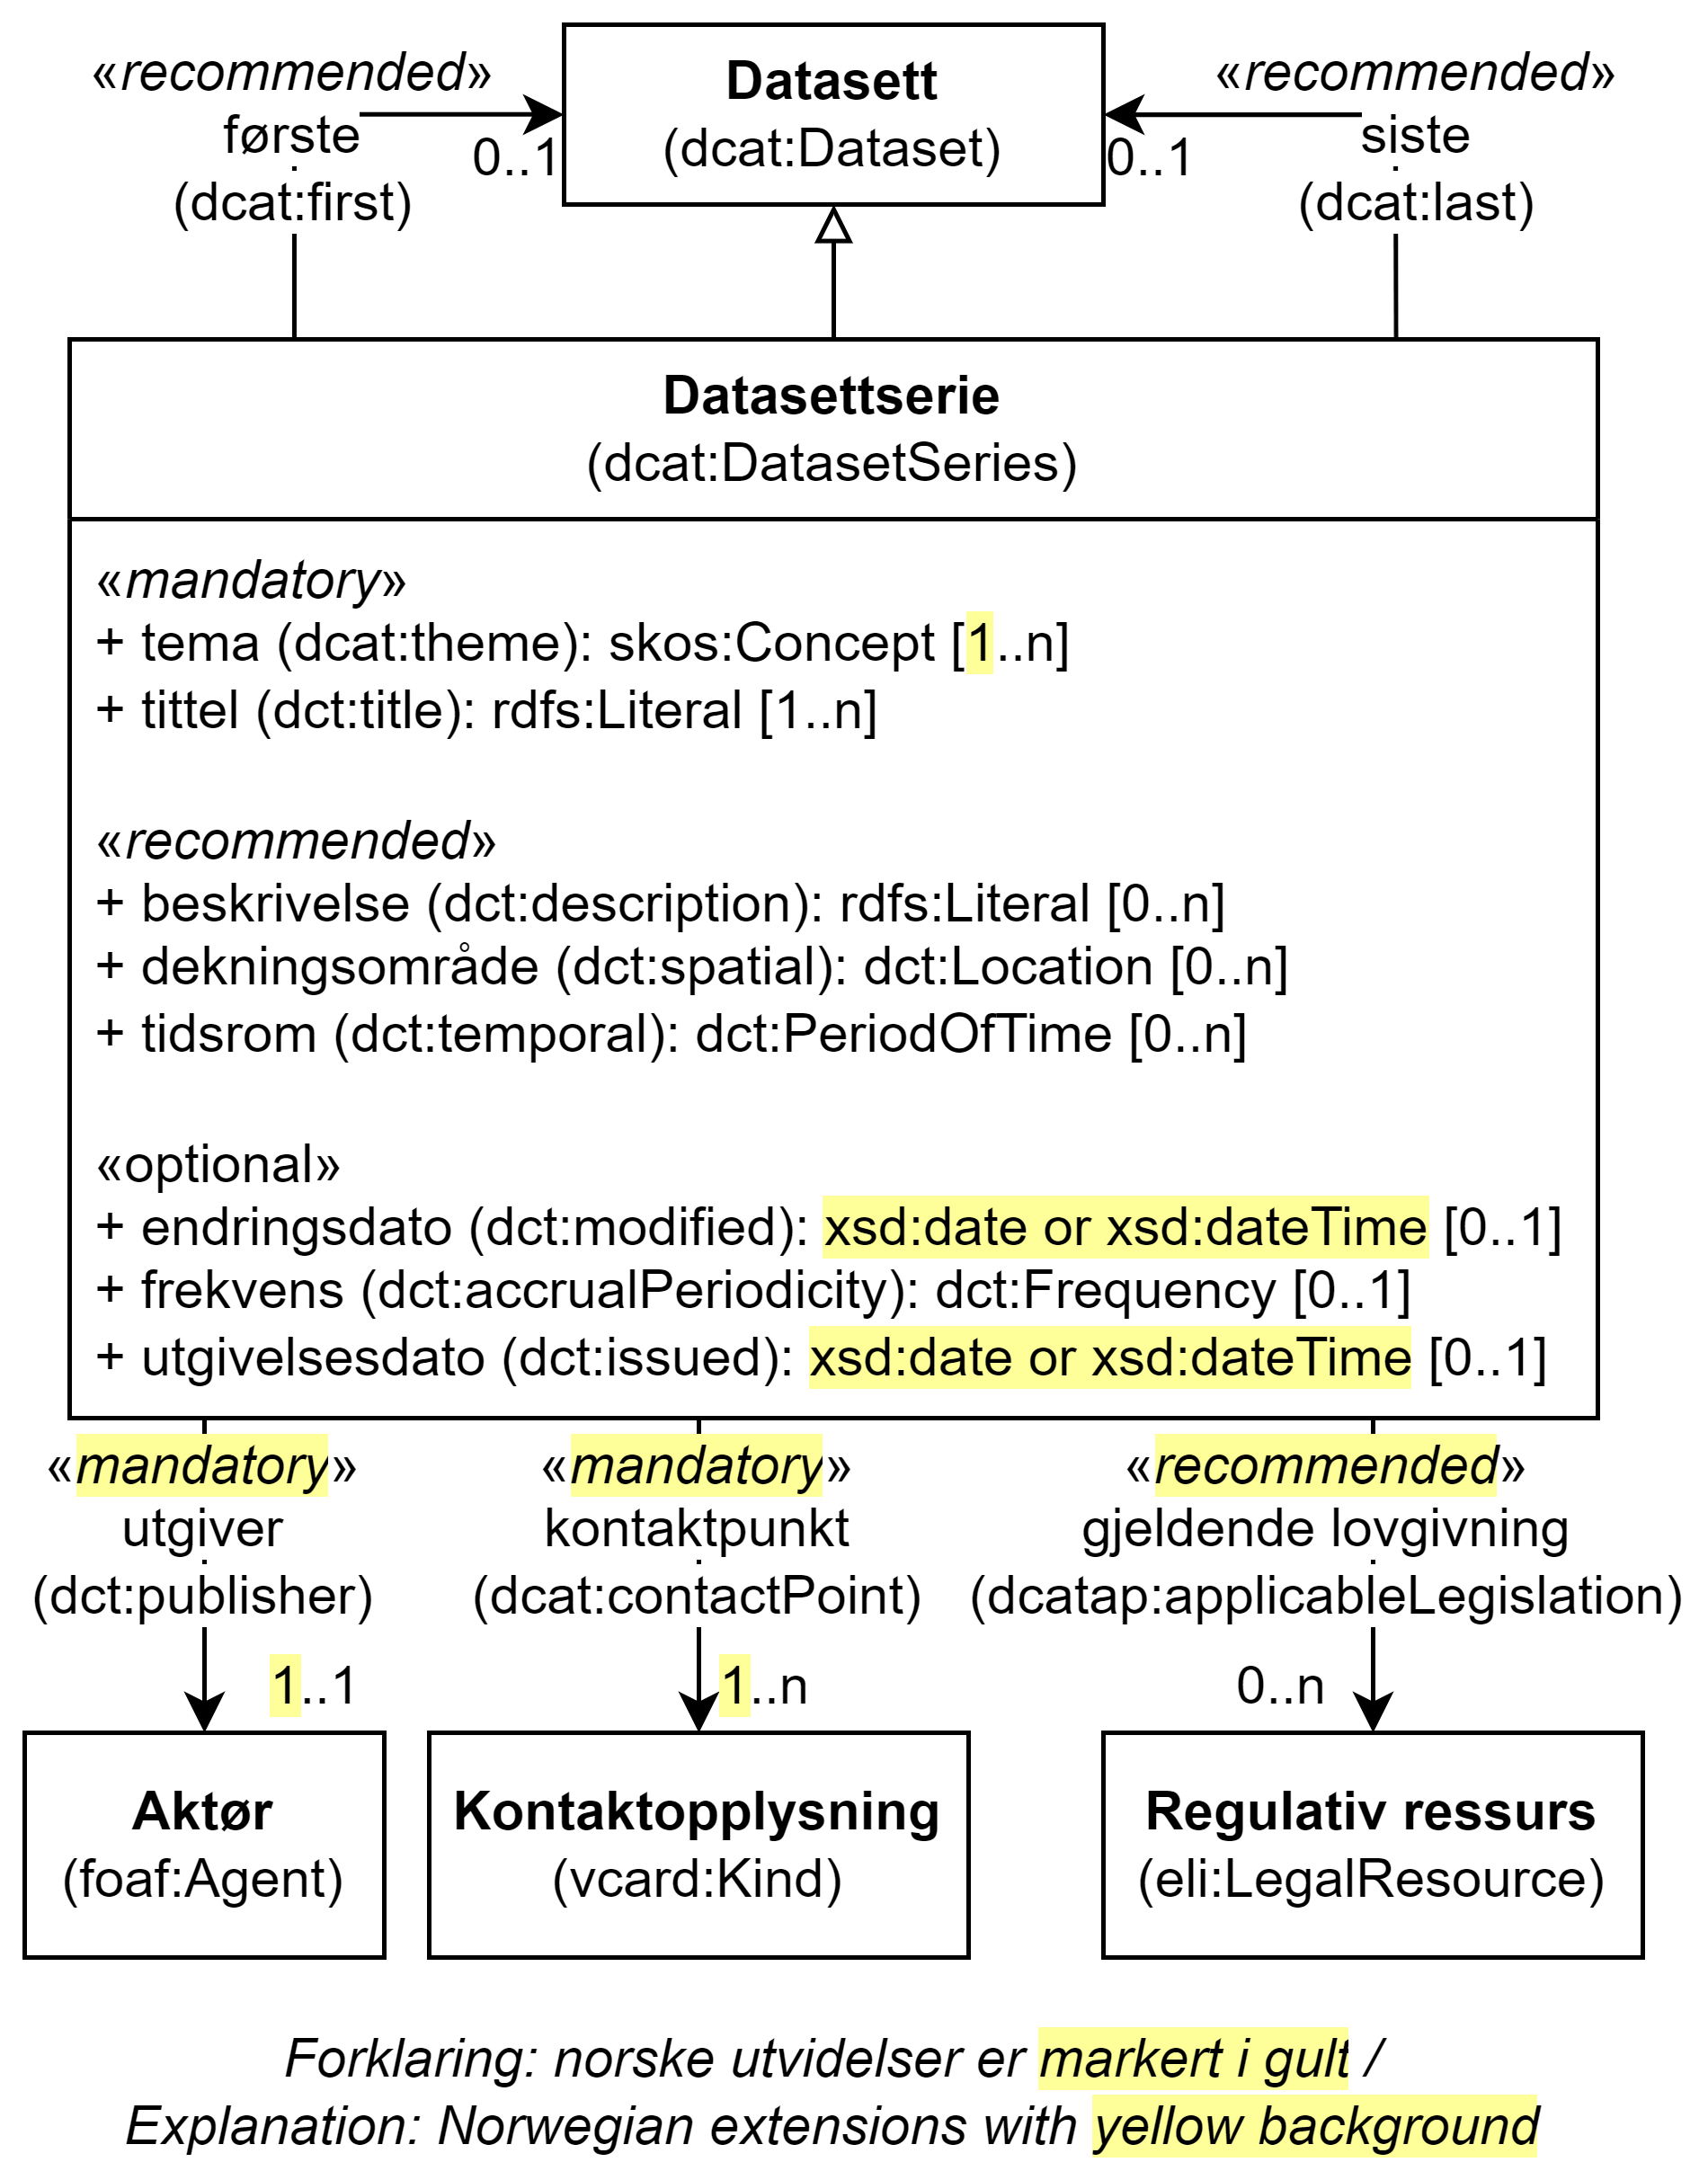 «recommended»
første
(dcat:first)
0..1
Datasett
(dcat:Dataset)
«recommended»
siste
(dcat:last)
0..1
Datasettserie
(dcat:DatasetSeries)
«mandatory»
+ tema (dcat:theme): skos:Concept [1..n]
+ tittel (dct:title): rdfs:Literal [1..n]
«recommended»
+ beskrivelse (dct:description): rdfs:Literal [0..n]
+ dekningsområde (dct:spatial): dct:Location [0..n]
+ tidsrom (dct:temporal): dct:PeriodOfTime [0..n]
«optional»
+ endringsdato (dct:modified): xsd:date or xsd:dateTime [0..1]
+ frekvens (dct:accrualPeriodicity): dct:Frequency [0..1]
+ utgivelsesdato (dct:issued): xsd:date or xsd:dateTime [0..1]
«mandatory»
utgiver
(dct:publisher)
1..1
«mandatory»
kontaktpunkt
(dcat:contactPoint)
1..n
«recommended»
gjeldende lovgivning
(dcatap:applicableLegislation)
0..n
Aktør
(foaf:Agent)
Kontaktopplysning
(vcard:Kind)
Regulativ ressurs
(eli:LegalResource)
Forklaring: norske utvidelser er markert i gult /
Explanation: Norwegian extensions with yellow background